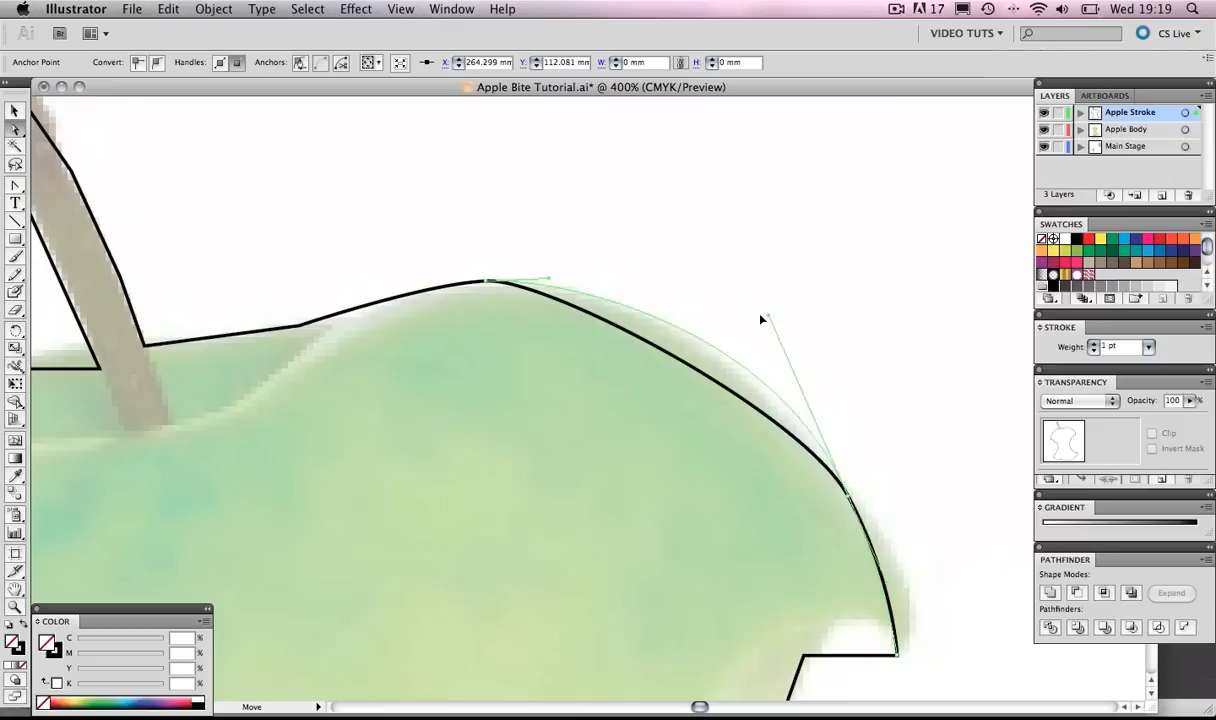 Illustrator File Edit Object Type Select Effect View Window Help 17 Wed 19:19
Ai Br VIDEO TUTS CS Live
Anchor Point Convert: Handles: Anchors: X: 264.299 mm Y: 112.081 mm W: 0 mm H: 0 mm
Apple Bite Tutorial.ai* @ 400% (CMYK/Preview)
LAYERS ARTBOARDS
Apple Stroke
Apple Body
Main Stage
3 Layers
SWATCHES
STROKE
Weight: 1 pt
TRANSPARENCY
Normal Opacity: 100 %
Clip
Invert Mask
GRADIENT
PATHFINDER
Shape Modes:
Expand
Pathfinders:
COLOR
C %
M %
Y %
K %
Move